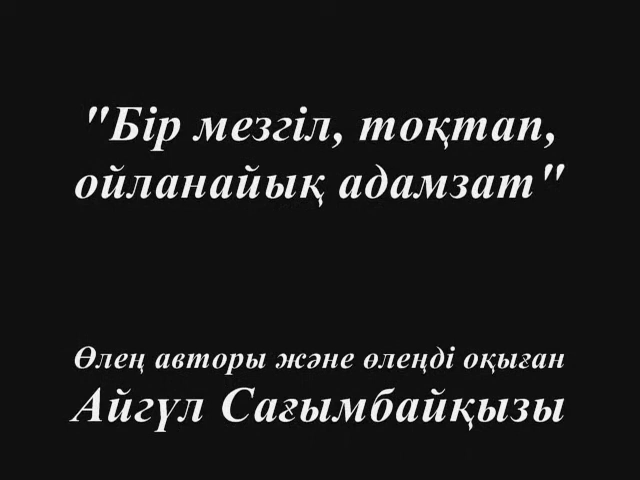 "Бір мезгіл, тоқтап,
ойланайық адамзат"
Өлең авторы және өлеңді оқыған
Айгүл Сағымбайқызы